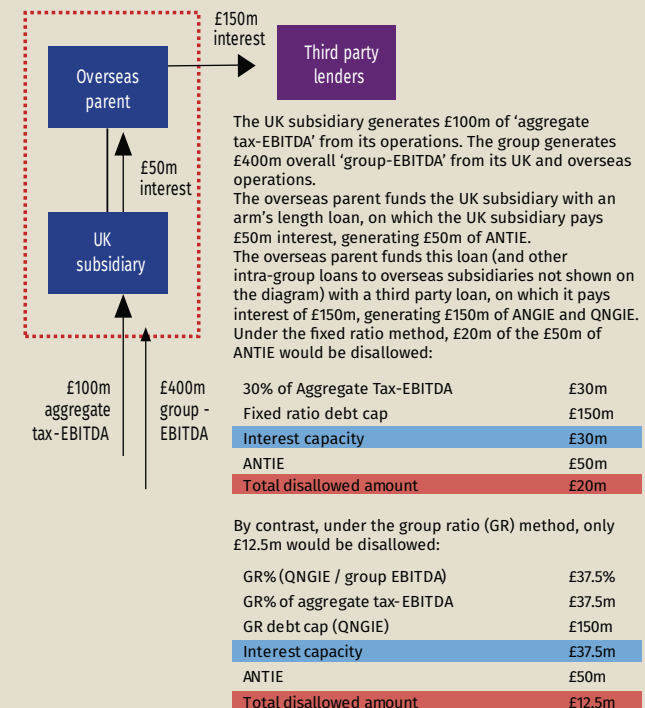 £150m
interest
Overseas
parent
Third party
lenders
£50m
interest
UK
subsidiary
£100m
aggregate
tax-EBITDA
£400m
group -
EBITDA
The UK subsidiary generates £100m of ‘aggregate
tax-EBITDA’ from its operations. The group generates
£400m overall ‘group-EBITDA’ from its UK and overseas
operations.
The overseas parent funds the UK subsidiary with an
arm’s length loan, on which the UK subsidiary pays
£50m interest, generating £50m of ANTIE.
The overseas parent funds this loan (and other
intra-group loans to overseas subsidiaries not shown on
the diagram) with a third party loan, on which it pays
interest of £150m, generating £150m of ANGIE and QNGIE.
Under the fixed ratio method, £20m of the £50m of
ANTIE would be disallowed:
30% of Aggregate Tax-EBITDA £30m
Fixed ratio debt cap £150m
Interest capacity £30m
ANTIE £50m
Total disallowed amount £20m
By contrast, under the group ratio (GR) method, only
£12.5m would be disallowed:
GR% (QNGIE / group EBITDA) £37.5%
GR% of aggregate tax-EBITDA £37.5m
GR debt cap (QNGIE) £150m
Interest capacity £37.5m
ANTIE £50m
Total disallowed amount £12.5m